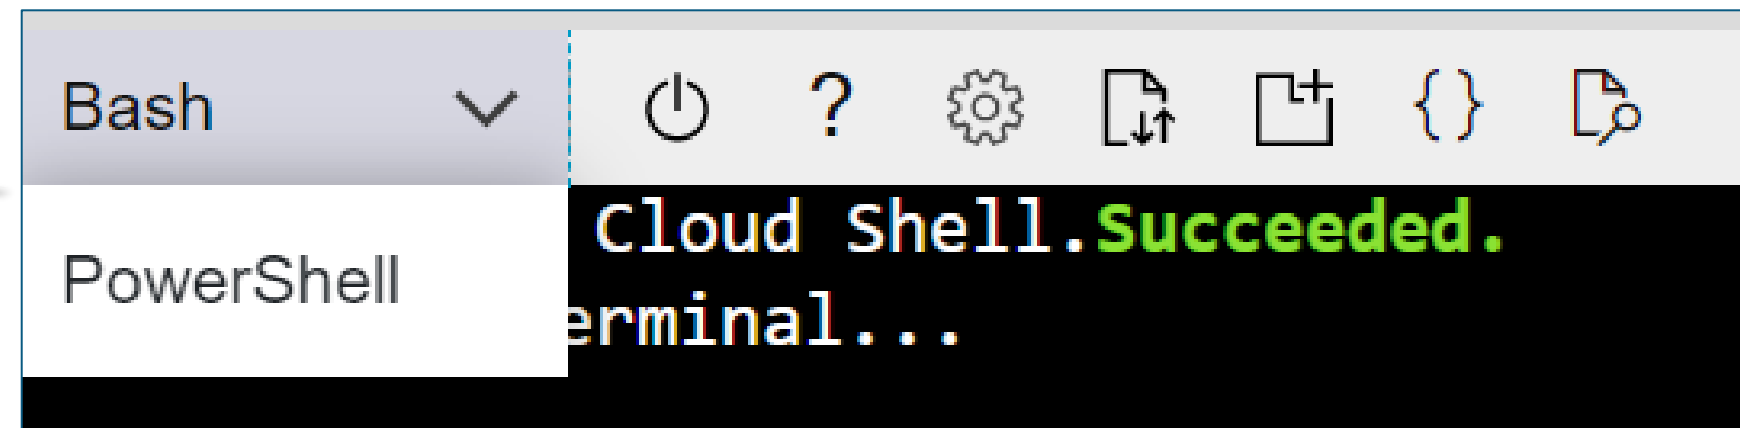 Bash
?
{}
PowerShell
Cloud Shell.Succeeded.
erminal...